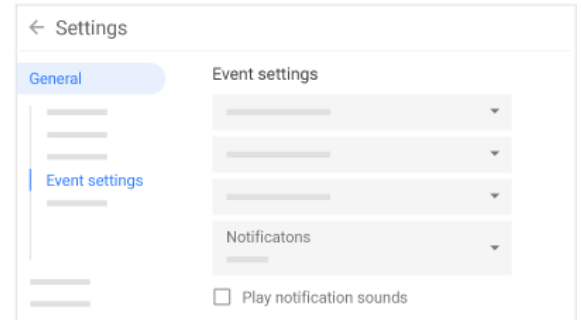 Settings
General
Event settings
Event settings
Notificatons
Play notification sounds